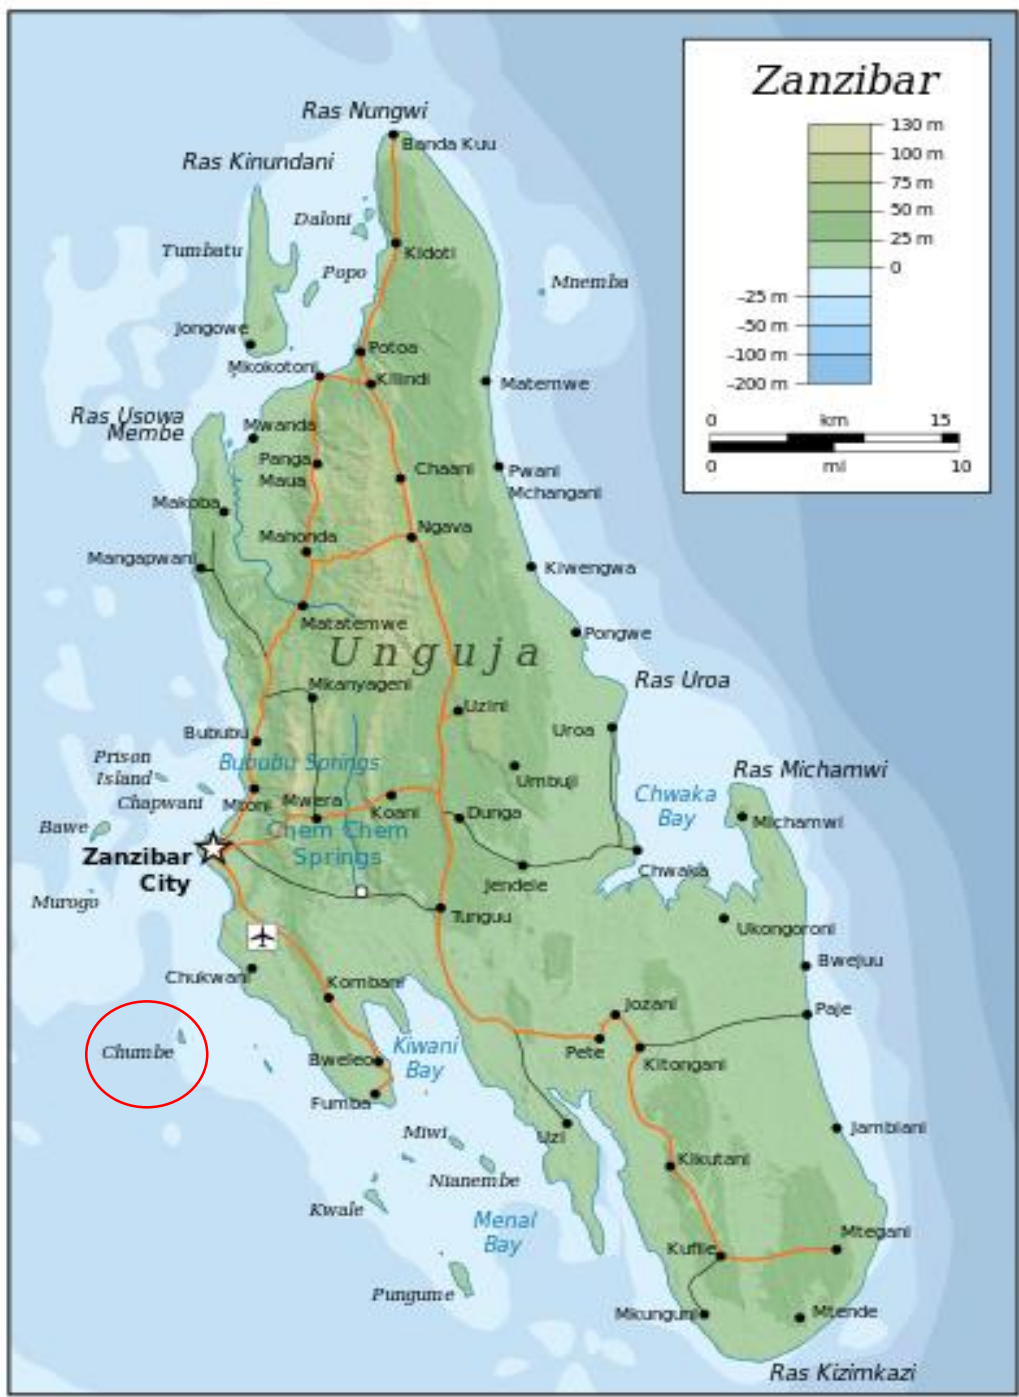 Zanzibar
130 m
100 m
75 m
50 m
25 m
0
-25 m
-50 m
-100 m
-200 m
0 km 15
0 mi 10
Ras Nungwi
Banda Kuu
Ras Kinundani
Daloni
Tumbatu
Kidoti
Popo
Mnemba
Jongowe
Potoa
Mkokotoni
Kilindi
Matemwe
Ras Usowa
Membe
Mwanda
Panga
Maua
Chaani
Pwani
Mchangani
Makoba
Mahonda
Ngava
Mangapwani
Kiwengwa
Matatemwe
Pongwe
Unguja
Ras Uroa
Mkanyageni
Uzini
Uroa
Bububu
Bububu Springs
Prison
Island
Umbuji
Ras Michamwi
Chapwani
Mtoni
Mwera
Koani
Dunga
Chwaka
Bay
Michamwi
Bawe
Chem Chem
Springs
Zanzibar
City
Jendele
Chwaka
Murogo
Tunguu
Ukongoroni
Bwejuu
Chukwani
Kombani
Jozani
Paje
Chumbe
Kiwani
Bay
Pete
Kitongani
Bweleo
Fumba
Miwi
Uzi
Jambiani
Nianembe
Kikutani
Kwale
Menal
Bay
Kufile
Mtegani
Pungume
Mkunguni
Mtende
Ras Kizimkazi